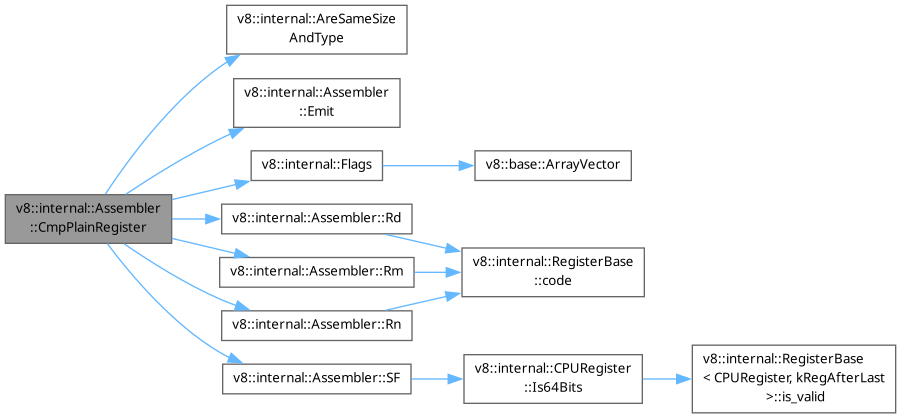 v8::internal::AreSameSize
AndType
v8::internal::Assembler
::Emit
v8::internal::Flags
v8::base::ArrayVector
v8::internal::Assembler
::CmpPlainRegister
v8::internal::Assembler::Rd
v8::internal::RegisterBase
::code
v8::internal::Assembler::Rm
v8::internal::Assembler::Rn
v8::internal::Assembler::SF
v8::internal::CPURegister
::Is64Bits
v8::internal::RegisterBase
< CPURegister, kRegAfterLast
>::is_valid